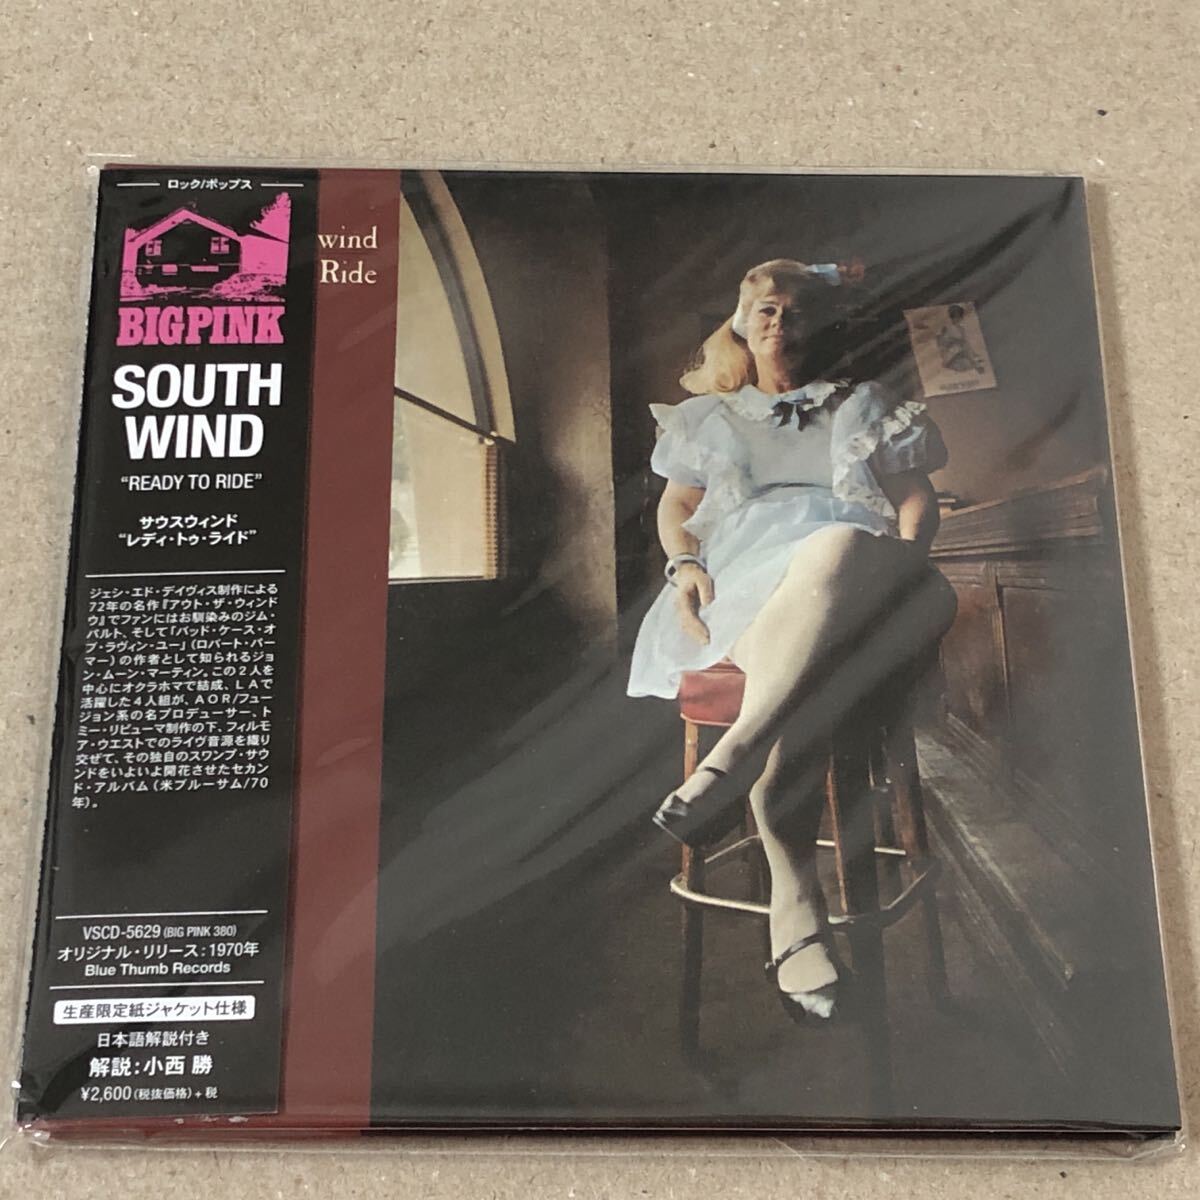 ロック/ポップス
BIG PINK
SOUTH
WIND
“READY TO RIDE”
サウスウィンド
“レディ・トゥ・ライド”
ジェシ・エド・デイヴィス制作による
72年の名作『アウト・ザ・ウィンド
ウ』でファンにはお馴染みのジム・
パルト、そして「バッド・ケース・オ
ブ・ラヴィン・ユー」（ロバート・パー
マー）の作者として知られるジョ
ン・ムーン・マーティン。この2人を
中心にオクラホマで結成、LAで
活躍した4人組が、AOR/フュー
ジョン系の名プロデューサー、ト
ミー・リピューマ制作の下、フィルモ
ア・ウエストでのライヴ音源を織り
交ぜて、その独自のスワンプ・サウ
ンドをいよいよ開花させたセカン
ド・アルバム（米ブルーサム/70
年）。
VSCD-5629 (BIG PINK 380)
オリジナル・リリース：1970年
Blue Thumb Records
生産限定紙ジャケット仕様
日本語解説付き
解説：小西 勝
¥2,600（税抜価格）+ 税
wind
Ride